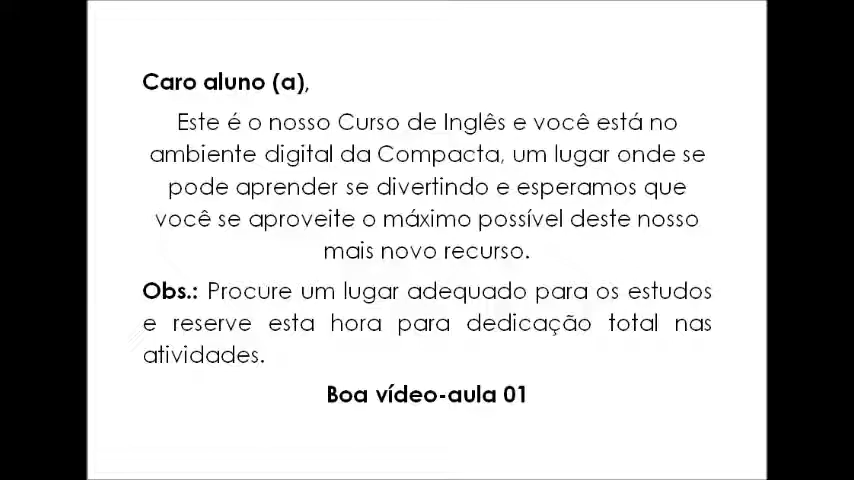 Caro aluno (a),
Este é o nosso Curso de Inglês e você está no
ambiente digital da Compacta, um lugar onde se
pode aprender se divertindo e esperamos que
você se aproveite o máximo possível deste nosso
mais novo recurso.
Obs.: Procure um lugar adequado para os estudos
e reserve esta hora para dedicação total nas
atividades.
Boa vídeo-aula 01